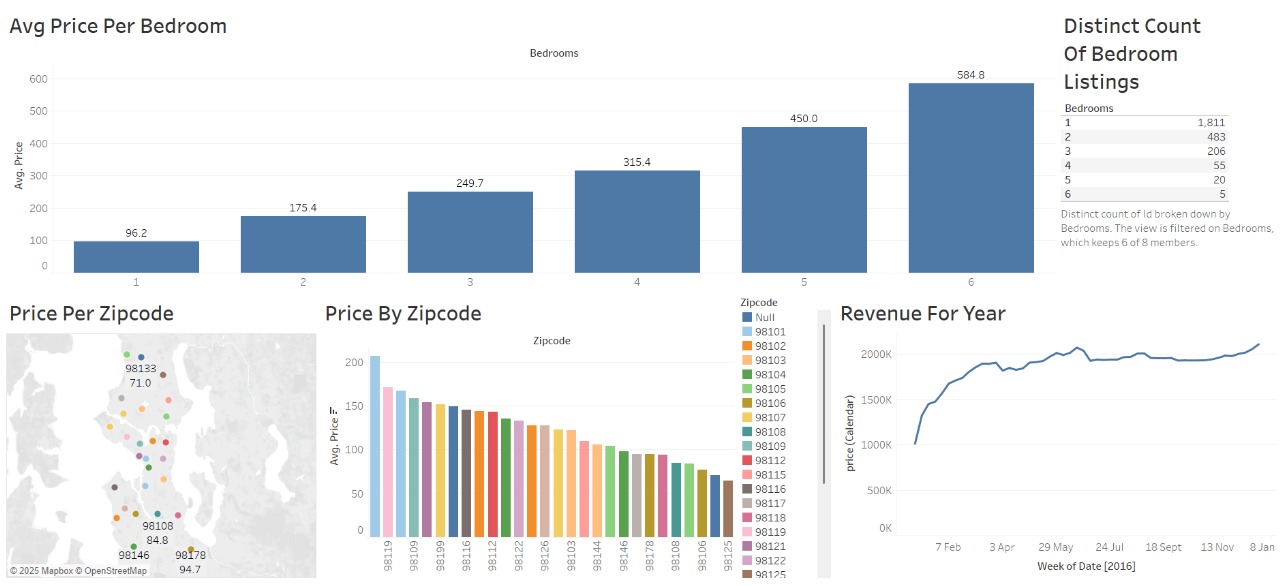 Avg Price Per Bedroom
Bedrooms
Avg. Price
600
500
400
300
200
100
0
96.2
175.4
249.7
315.4
450.0
584.8
1
2
3
4
5
6
Distinct Count
Of Bedroom
Listings
Bedrooms
1 1,811
2 483
3 206
4 55
5 20
6 5
Distinct count of Id broken down by
Bedrooms. The view is filtered on Bedrooms,
which keeps 6 of 8 members.
Price Per Zipcode
98133
71.0
98108
84.8
98146
98178
94.7
© 2025 Mapbox © OpenStreetMap
Price By Zipcode
Zipcode
Avg. Price
200
150
100
50
0
98119
98109
98199
98116
98112
98122
98126
98103
98144
98146
98178
98108
98106
98125
Zipcode
Null
98101
98102
98103
98104
98105
98106
98107
98108
98109
98112
98115
98116
98117
98118
98119
98121
98122
98125
Revenue For Year
price (Calendar)
2000K
1500K
1000K
500K
0K
7 Feb
3 Apr
29 May
24 Jul
18 Sept
13 Nov
8 Jan
Week of Date [2016]